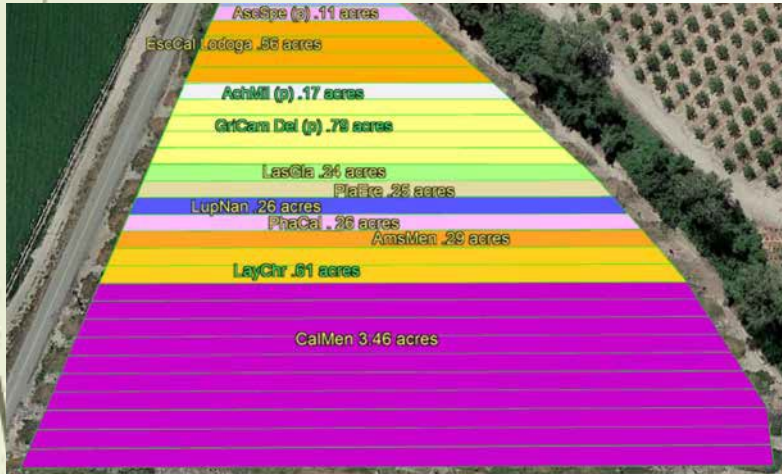 AscSpe (p) .11 acres
EscCal Lodoga .56 acres
AchMil (p) .17 acres
GriCam Del (p) .79 acres
LasGla .24 acres
PlaEre .25 acres
LupNan .26 acres
PhaCal . 26 acres
AmsMen .29 acres
LayChr .61 acres
CalMen 3.46 acres